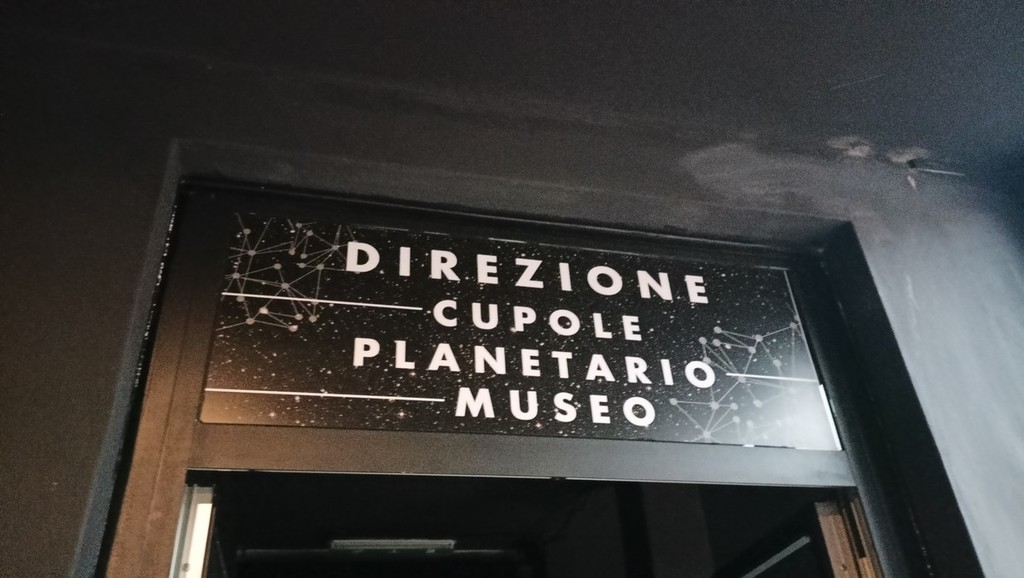 DIREZIONE
CUPOLE
PLANETARIO
MUSEO